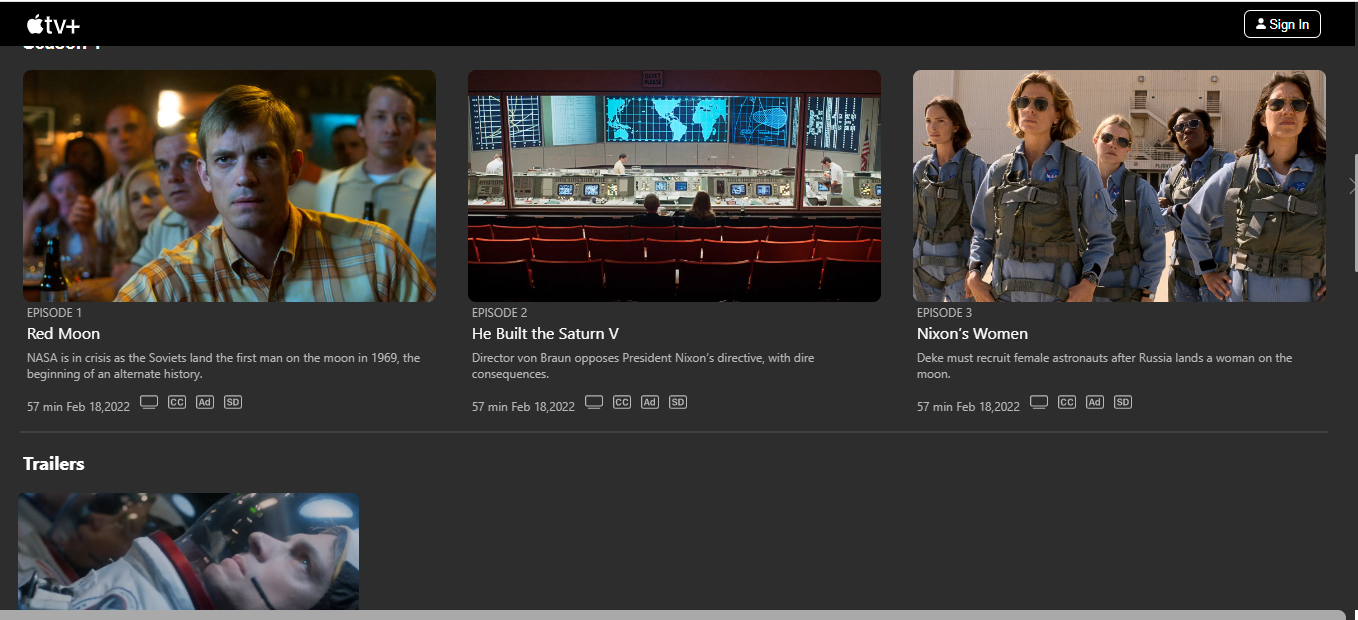 tv+
Sign In
Season 1
QUIET
PLEASE
EPISODE 1
Red Moon
NASA is in crisis as the Soviets land the first man on the moon in 1969, the
beginning of an alternate history.
57 min Feb 18,2022 CC Ad SD
EPISODE 2
He Built the Saturn V
Director von Braun opposes President Nixon's directive, with dire
consequences.
57 min Feb 18,2022 CC Ad SD
EPISODE 3
Nixon’s Women
Deke must recruit female astronauts after Russia lands a woman on the
moon.
57 min Feb 18,2022 CC Ad SD
Trailers